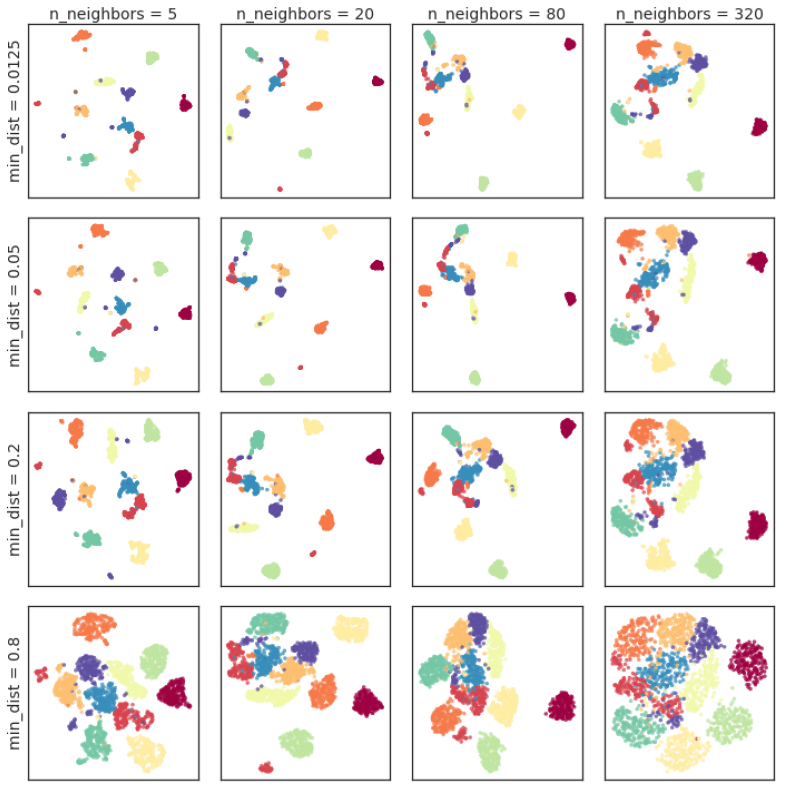 n_neighbors = 5
n_neighbors = 20
n_neighbors = 80
n_neighbors = 320
min_dist = 0.0125
min_dist = 0.05
min_dist = 0.2
min_dist = 0.8